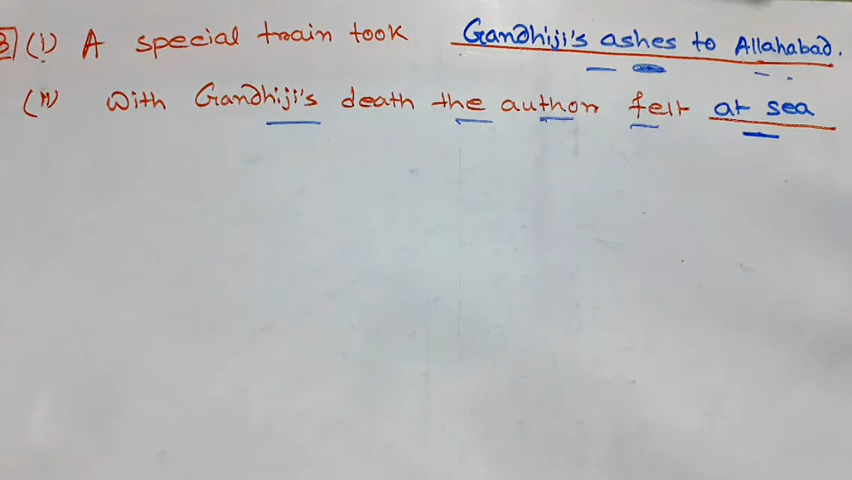 3 (i) A special train took Gandhiji's ashes to Allahabad.
(ii) With Gandhiji's death the author felt at sea